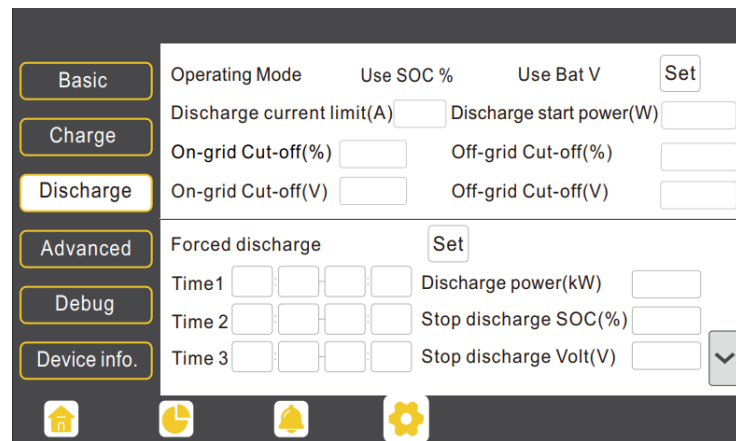 Basic
Charge
Discharge
Advanced
Debug
Device info.
Operating Mode Use SOC % Use Bat V Set
Discharge current limit(A) Discharge start power(W)
On-grid Cut-off(%) Off-grid Cut-off(%)
On-grid Cut-off(V) Off-grid Cut-off(V)
Forced discharge Set
Time1 : - : Discharge power(kW)
Time 2 : - : Stop discharge SOC(%)
Time 3 : - : Stop discharge Volt(V)